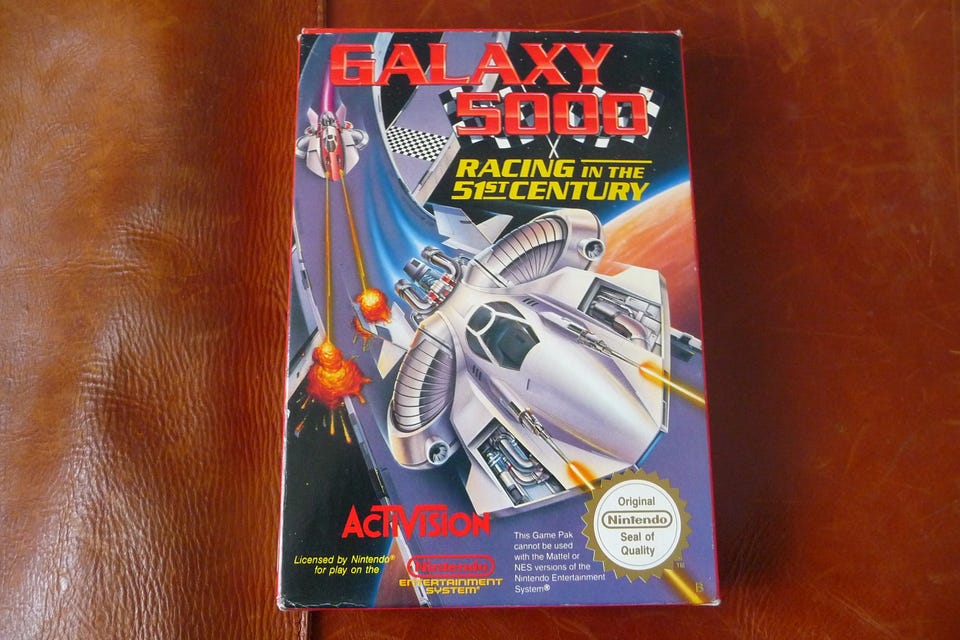 GALAXY
5000
RACING IN THE
51ST CENTURY
ACTIVISION
Licensed by Nintendo®
for play on the
Nintendo®
ENTERTAINMENT
SYSTEM®
This Game Pak
cannot be used
with the Mattel or
NES versions of the
Nintendo Entertainment
System®
Original
Nintendo
Seal of
Quality
TM
B